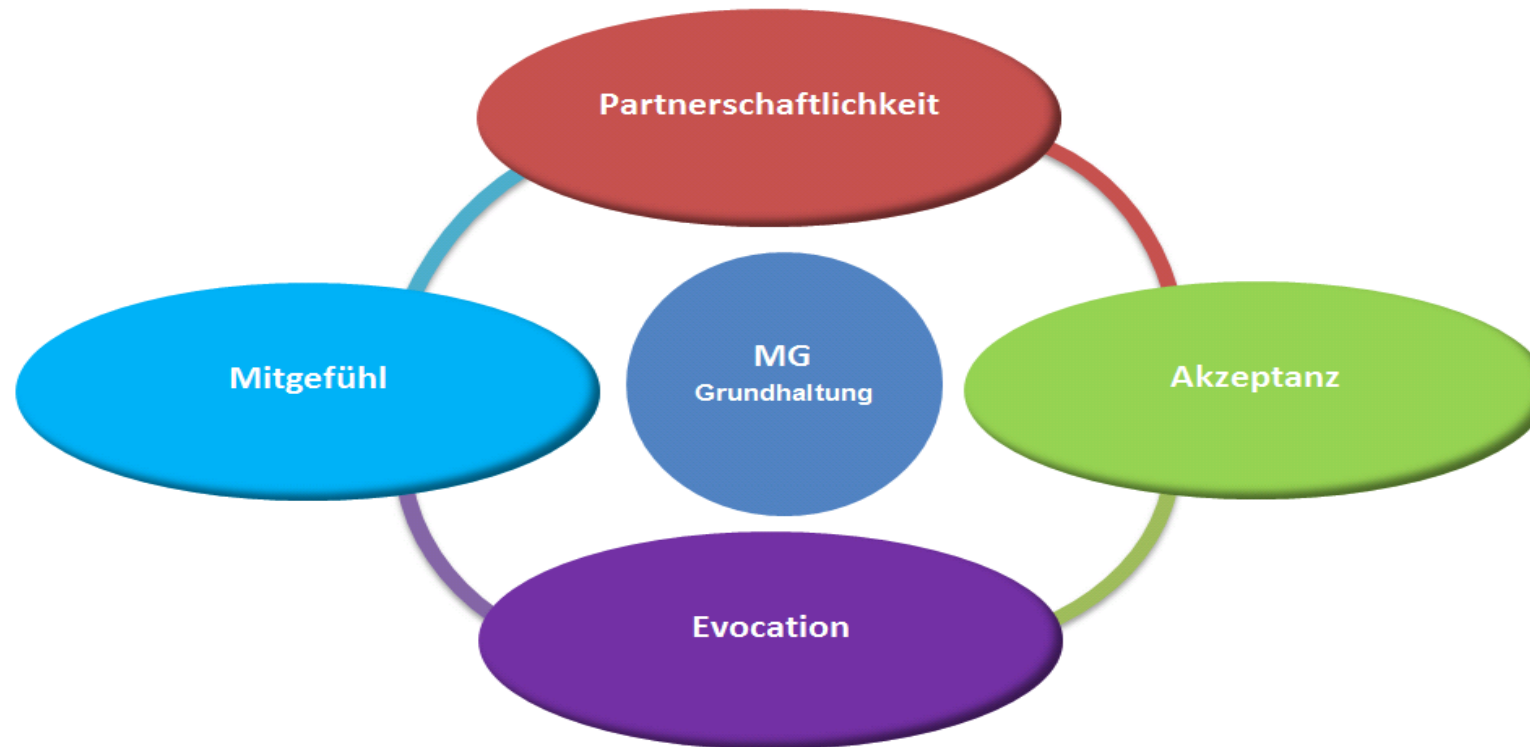 Partnerschaftlichkeit
Mitgefühl
MG
Grundhaltung
Akzeptanz
Evocation